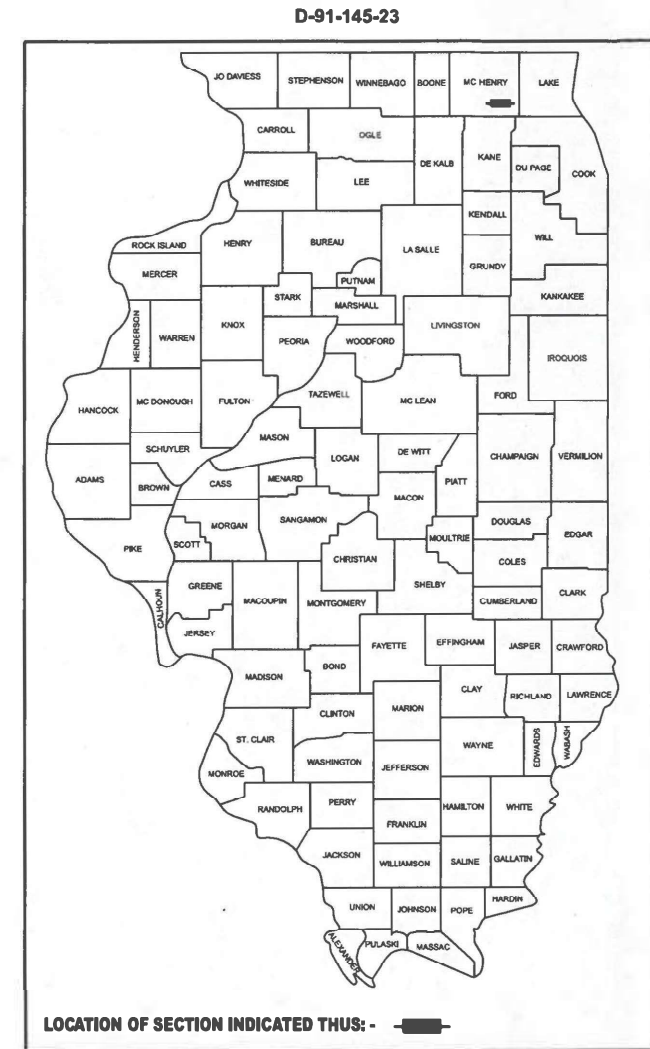 D-91-145-23
JO DAVIESS STEPHENSON WINNEBAGO BOONE MC HENRY LAKE
CARROLL OGLE DE KALB KANE DU PAGE COOK
WHITESIDE LEE
KENDALL
ROCK ISLAND HENRY BUREAU LA SALLE WILL
MERCER PUTNAM GRUNDY
STARK MARSHALL KANKAKEE
HENDERSON WARREN KNOX PEORIA WOODFORD LIVINGSTON IROQUOIS
HANCOCK MC DONOUGH FULTON TAZEWELL MC LEAN FORD
SCHUYLER MASON LOGAN DE WITT CHAMPAIGN VERMILION
ADAMS BROWN CASS MENARD PIATT
MACON
PIKE SCOTT MORGAN SANGAMON MOULTRIE DOUGLAS EDGAR
CHRISTIAN COLES
CALHOUN GREENE MACOUPIN MONTGOMERY SHELBY CUMBERLAND CLARK
JERSEY
FAYETTE EFFINGHAM JASPER CRAWFORD
MADISON BOND
CLAY RICHLAND LAWRENCE
CLINTON MARION
ST. CLAIR WAYNE EDWARDS WABASH
MONROE WASHINGTON JEFFERSON
RANDOLPH PERRY HAMILTON WHITE
FRANKLIN
JACKSON WILLIAMSON SALINE GALLATIN
UNION JOHNSON POPE HARDIN
ALEXANDER PULASKI MASSAC
LOCATION OF SECTION INDICATED THUS: -